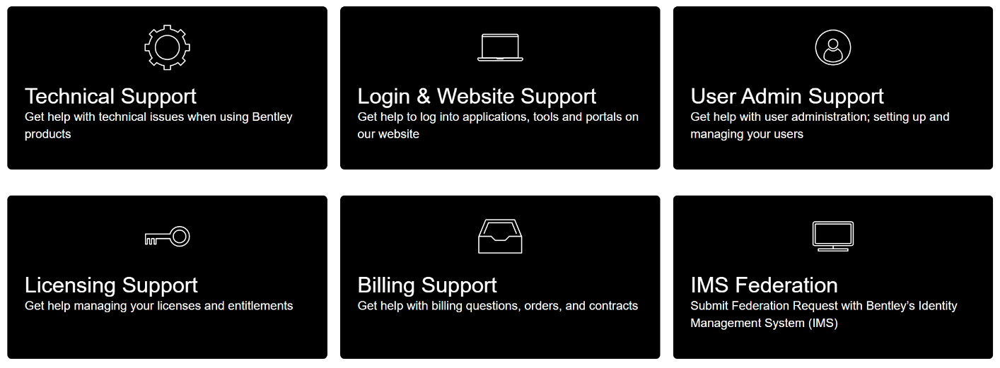 Technical Support
Get help with technical issues when using Bentley
products
Login & Website Support
Get help to log into applications, tools and portals on
our website
User Admin Support
Get help with user administration; setting up and
managing your users
Licensing Support
Get help managing your licenses and entitlements
Billing Support
Get help with billing questions, orders, and contracts
IMS Federation
Submit Federation Request with Bentley’s Identity
Management System (IMS)